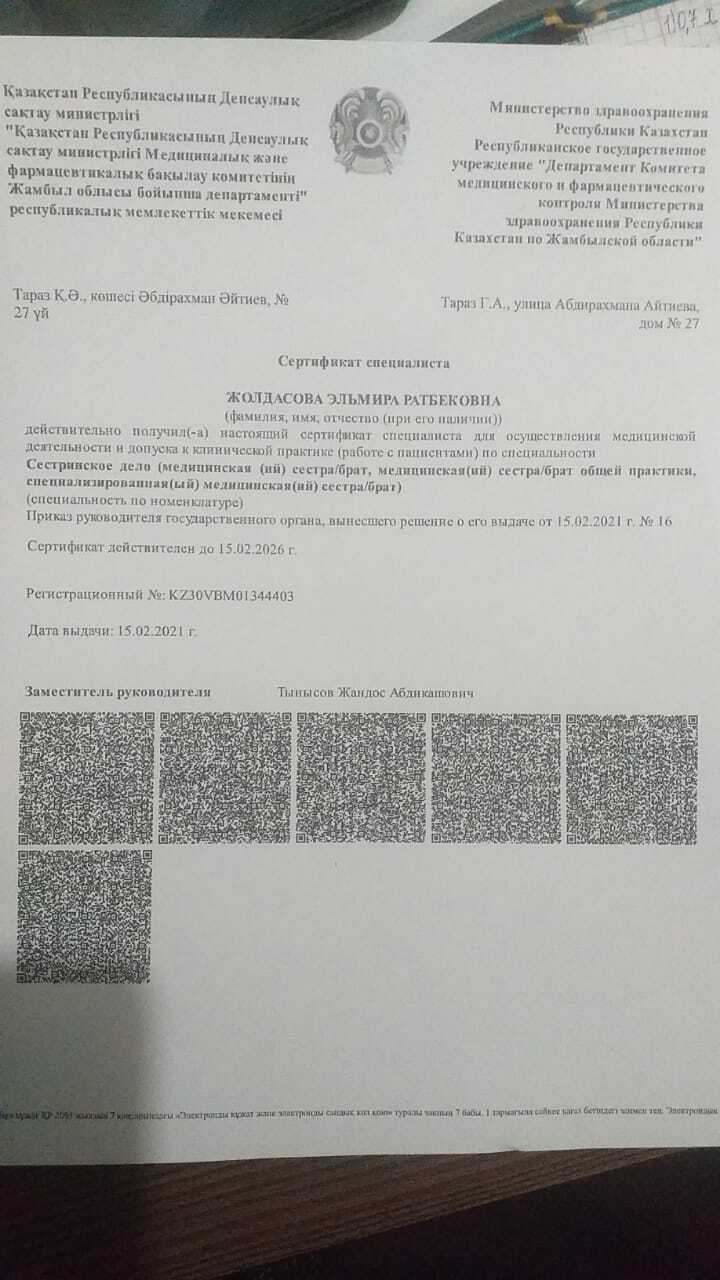 Қазақстан Республикасының Денсаулық
сақтау министрлігі
"Қазақстан Республикасының Денсаулық
сақтау министрлігі Медициналық және
фармацевтикалық бақылау комитетінің
Жамбыл облысы бойынша департаменті"
республикалық мемлекеттік мекемесі
Министерство здравоохранения
Республики Казахстан
Республиканское государственное
учреждение "Департамент Комитета
медицинского и фармацевтического
контроля Министерства
здравоохранения Республики
Казахстан по Жамбылской области"
Тараз Қ.Ә., көшесі Әбдірахман Әйтиев, №
27 үй
Тараз Г.А., улица Абдирахмана Айтиева,
дом № 27
Сертификат специалиста
ЖОЛДАСОВА ЭЛЬМИРА РАТБЕКОВНА
(фамилия, имя, отчество (при его наличии))
действительно получил(-а) настоящий сертификат специалиста для осуществления медицинской
деятельности и допуска к клинической практике (работе с пациентами) по специальности
Сестринское дело (медицинская (ий) сестра/брат, медицинская(ий) сестра/брат общей практики,
специализированная(ый) медицинская(ий) сестра/брат)
(специальность по номенклатуре)
Приказ руководителя государственного органа, вынесшего решение о его выдаче от 15.02.2021 г. № 16
Сертификат действителен до 15.02.2026 г.
Регистрационный №: KZ30VBM01344403
Дата выдачи: 15.02.2021 г.
Заместитель руководителя Тынысов Жандос Абдикашович
ҚР 2003 жылдың 7 қаңтарындағы «Электронды құжат және электронды сандық қол қою» туралы заңның 7 бабы, 1 тармағына сәйкес қағаз бетіндегі заңмен тең. Электрондық